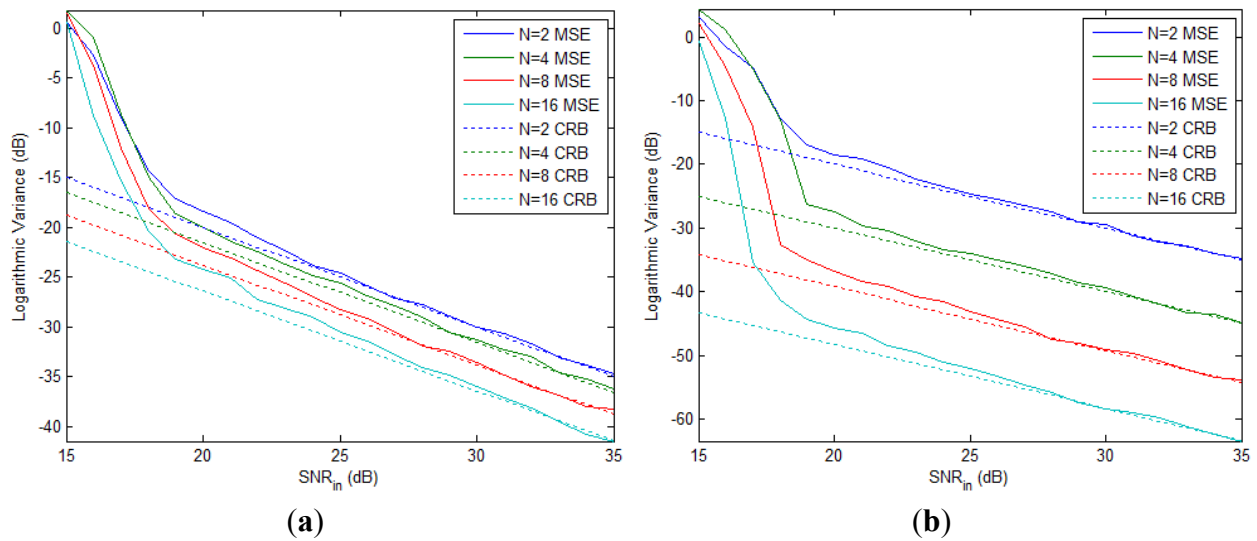 0
-5
-10
-15
-20
-25
-30
-35
-40
Logarithmic Variance (dB)
15
20
25
30
35
SNRin (dB)
N=2 MSE
N=4 MSE
N=8 MSE
N=16 MSE
N=2 CRB
N=4 CRB
N=8 CRB
N=16 CRB
(a)
0
-10
-20
-30
-40
-50
-60
Logarithmic Variance (dB)
15
20
25
30
35
SNRin (dB)
N=2 MSE
N=4 MSE
N=8 MSE
N=16 MSE
N=2 CRB
N=4 CRB
N=8 CRB
N=16 CRB
(b)